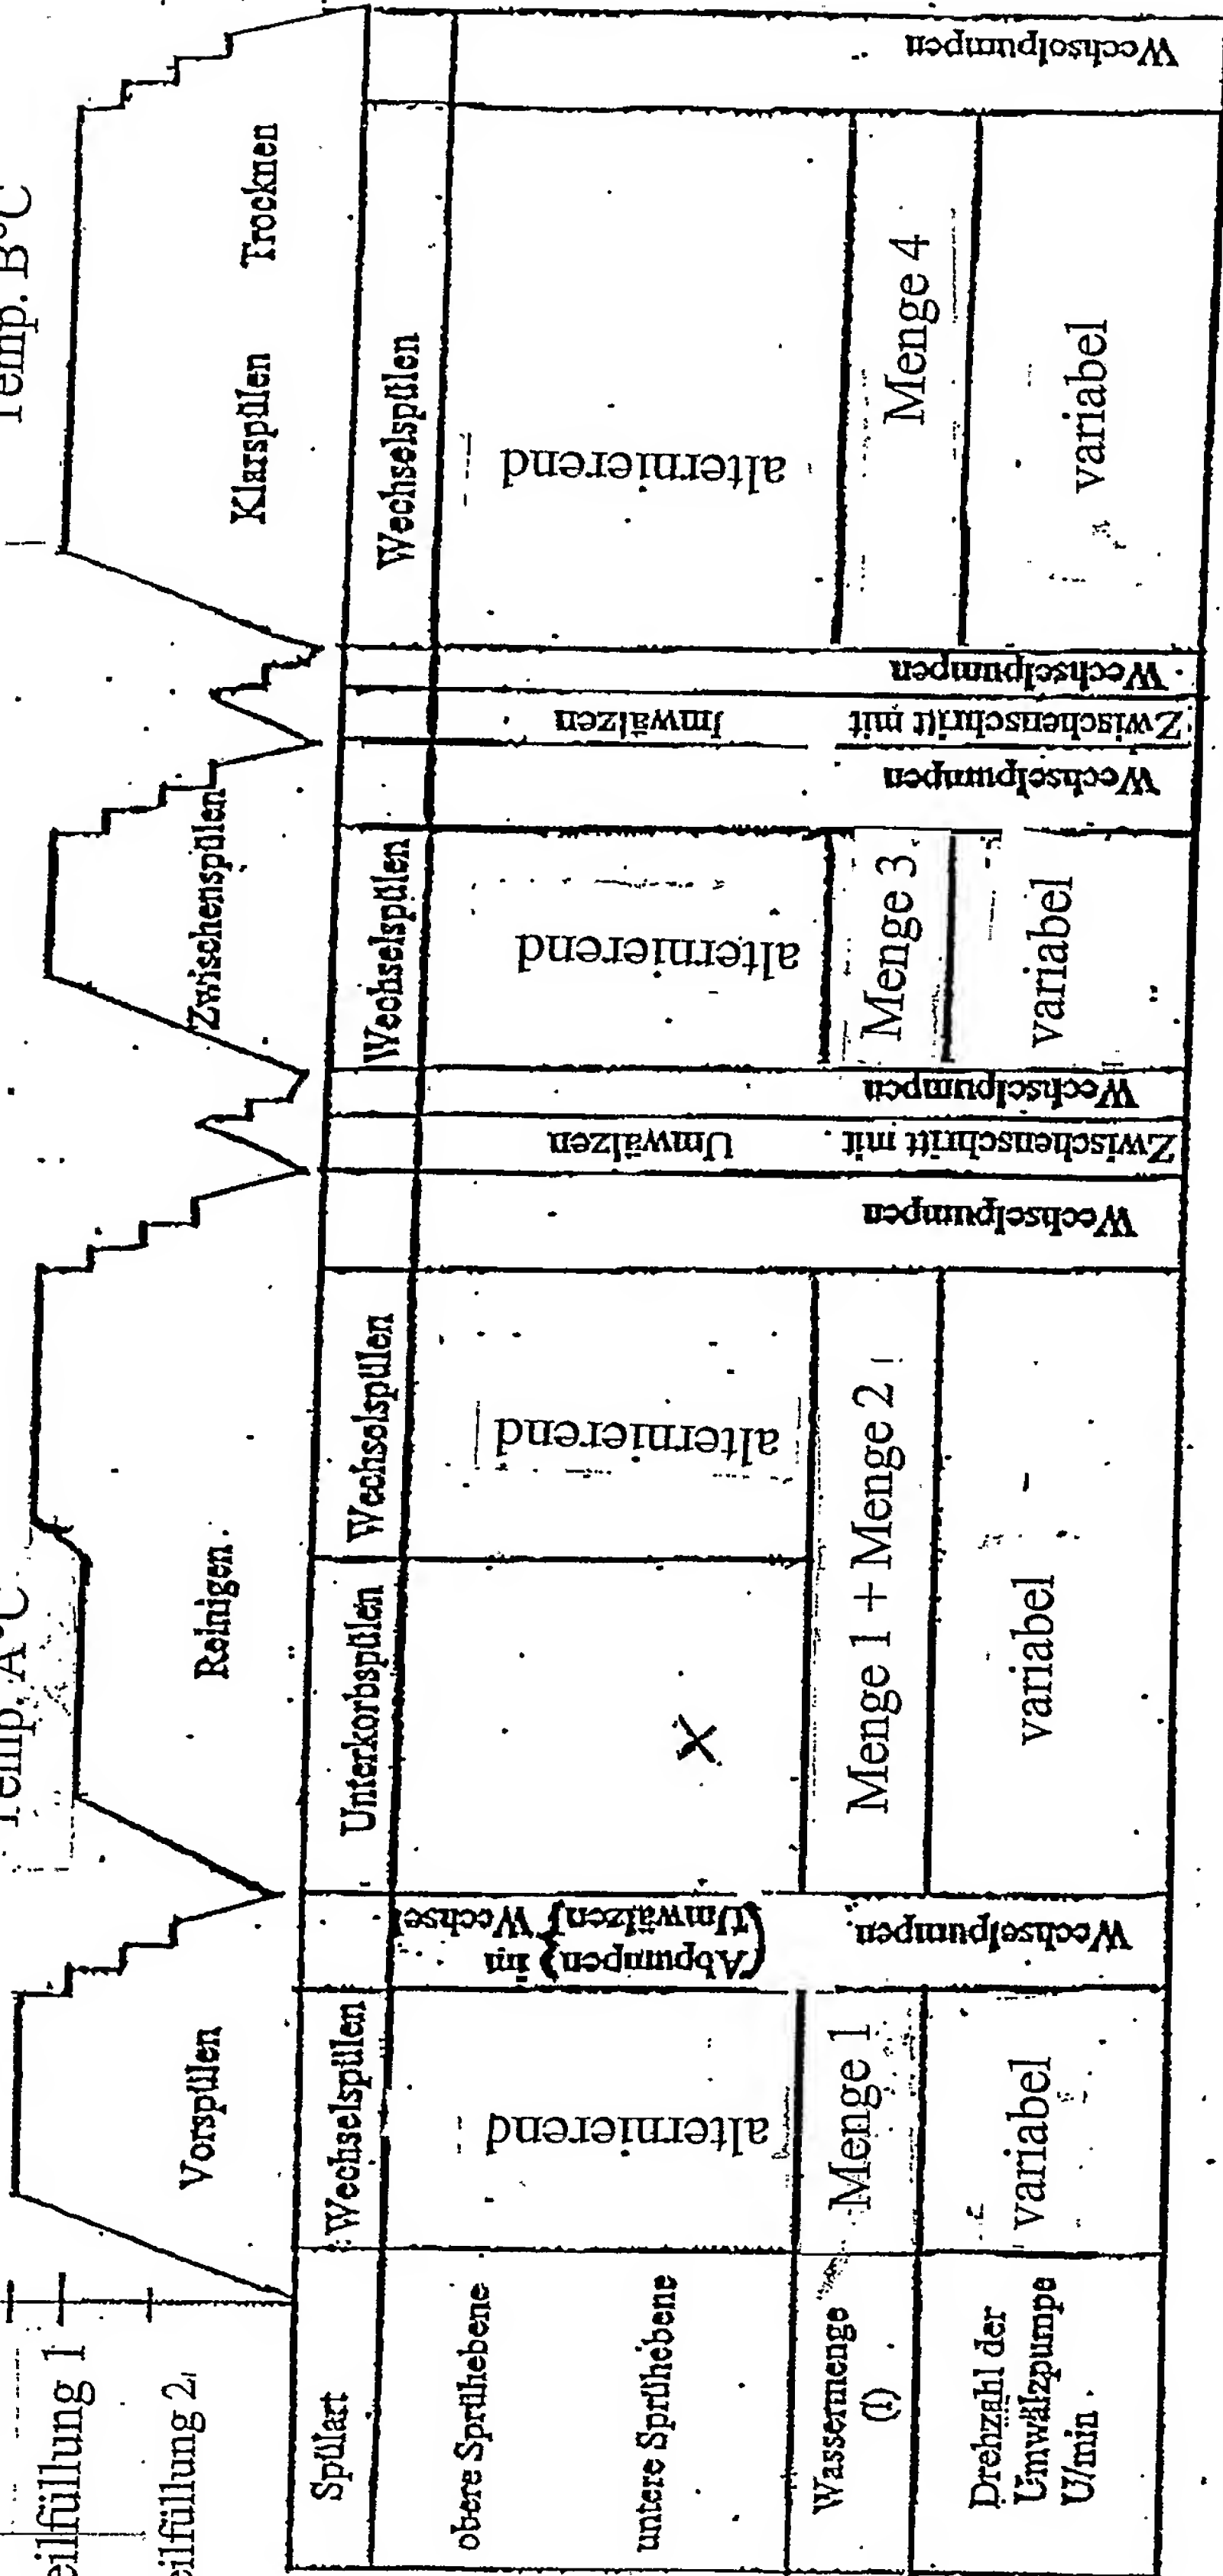 Teilfüllung 1
Teilfüllung 2
Temp. A°C
Temp. B°C
Vorspülen
Reinigen
Zwischenspülen
Klarspülen Trocknen
Spülart
Wechselspülen
Unterkorbspülen
Wechselspülen
Wechselspülen
Wechselspülen
obere Sprühebene
untere Sprühebene
alternierend
X
alternierend
alternierend
alternierend
Wassermenge
(l)
Menge 1
Menge 1 + Menge 2
Menge 3
Menge 4
Drehzahl der
Umwälzpumpe
U/min
variabel
variabel
variabel
variabel
Wechselpumpen
(Abpumpen } im
(Umwälzen } Wechsel
Wechselpumpen
Zwischenschritt mit Umwälzen
Wechselpumpen
Wechselpumpen
Zwischenschritt mit Umwälzen
Wechselpumpen
Wechselpumpen